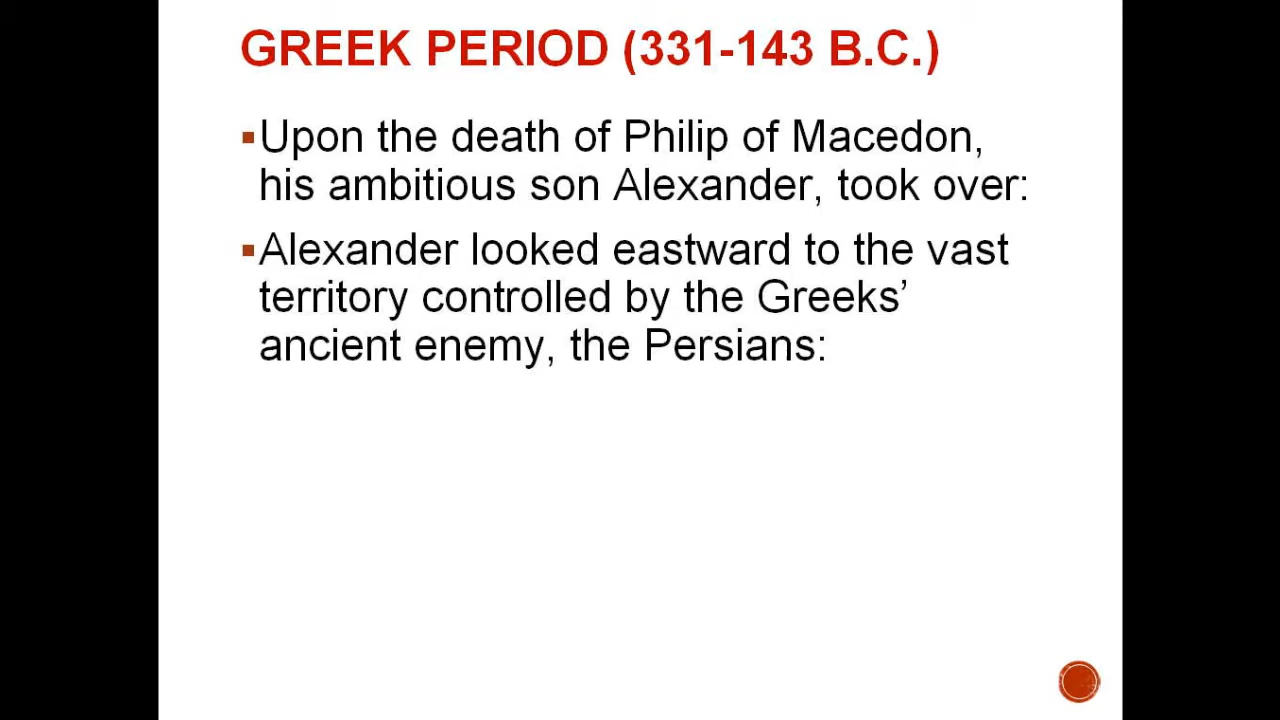 GREEK PERIOD (331-143 B.C.)
▪Upon the death of Philip of Macedon,
his ambitious son Alexander, took over:
▪Alexander looked eastward to the vast
territory controlled by the Greeks’
ancient enemy, the Persians: